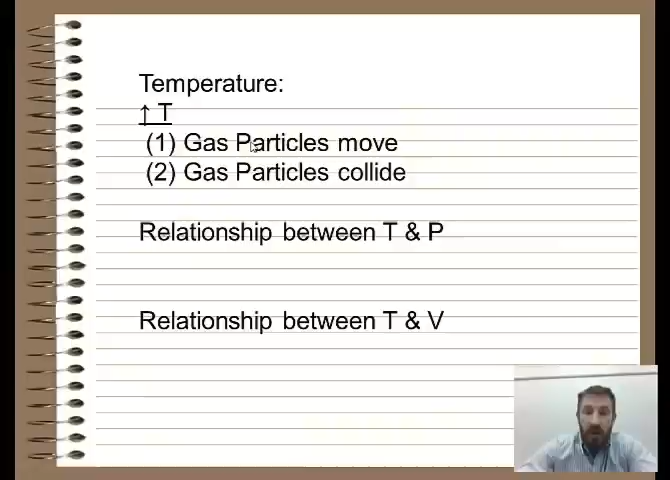 Temperature:
↑ T
(1) Gas Particles move
(2) Gas Particles collide
Relationship between T & P
Relationship between T & V